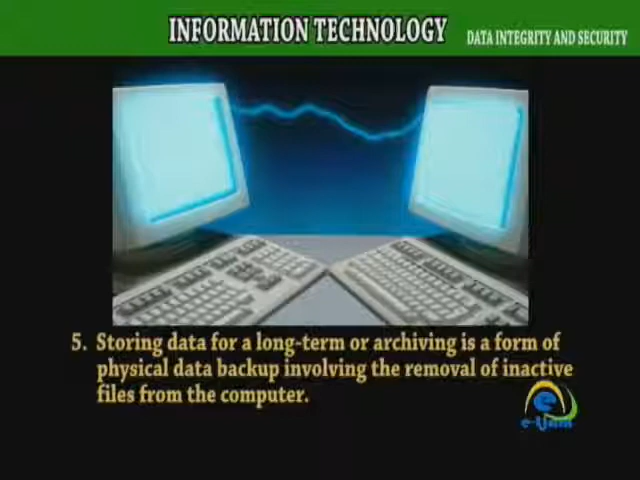 INFORMATION TECHNOLOGY
DATA INTEGRITY AND SECURITY
5. Storing data for a long-term or archiving is a form of
physical data backup involving the removal of inactive
files from the computer.